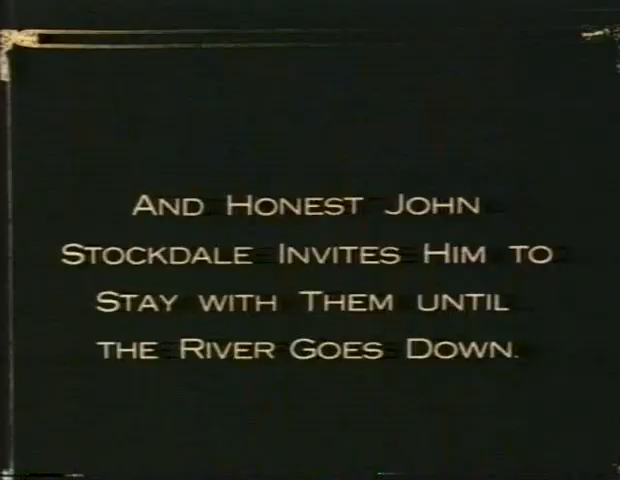 And Honest John
Stockdale Invites Him to
Stay with Them until
the River Goes Down.